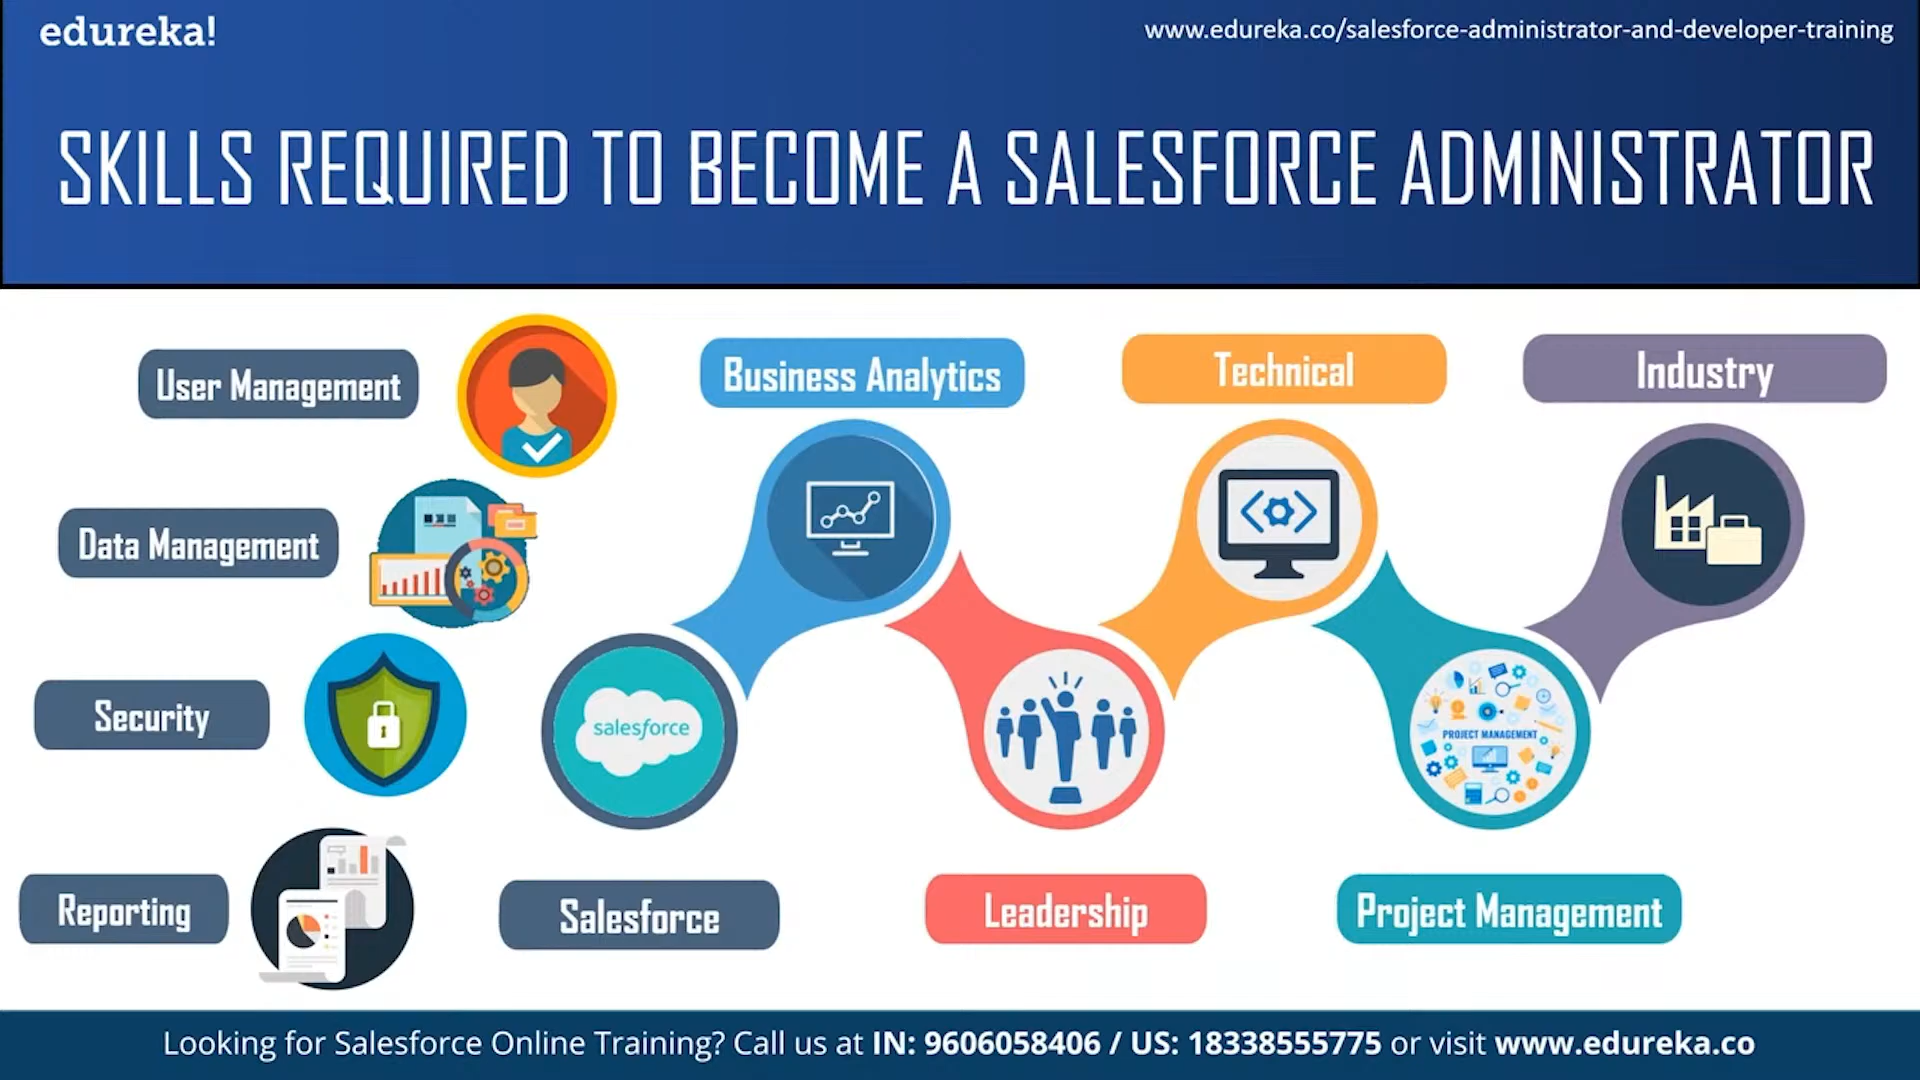 edureka!
www.edureka.co/salesforce-administrator-and-developer-training
SKILLS REQUIRED TO BECOME A SALESFORCE ADMINISTRATOR
User Management
Business Analytics
Technical
Industry
Data Management
Security
salesforce
PROJECT MANAGEMENT
Reporting
Salesforce
Leadership
Project Management
Looking for Salesforce Online Training? Call us at IN: 9606058406 / US: 18338555775 or visit www.edureka.co